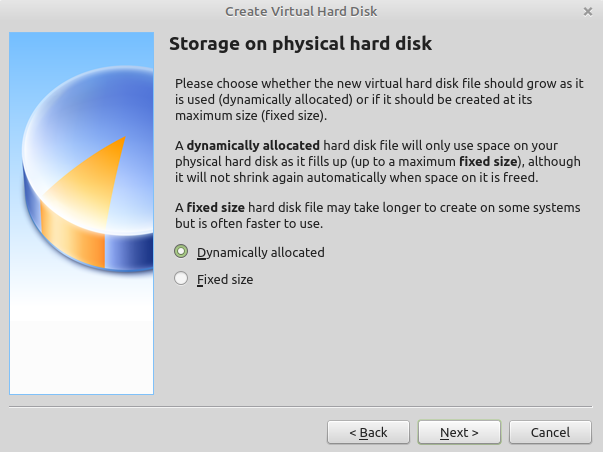 Create Virtual Hard Disk
Storage on physical hard disk
Please choose whether the new virtual hard disk file should grow as it
is used (dynamically allocated) or if it should be created at its
maximum size (fixed size).
A dynamically allocated hard disk file will only use space on your
physical hard disk as it fills up (up to a maximum fixed size), although
it will not shrink again automatically when space on it is freed.
A fixed size hard disk file may take longer to create on some systems
but is often faster to use.
Dynamically allocated
Fixed size
< Back Next > Cancel